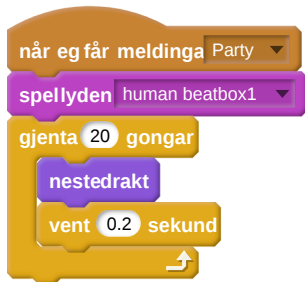 når eg får meldinga Party
spellyden human beatbox1
gjenta 20 gongar
nestedrakt
vent 0.2 sekund